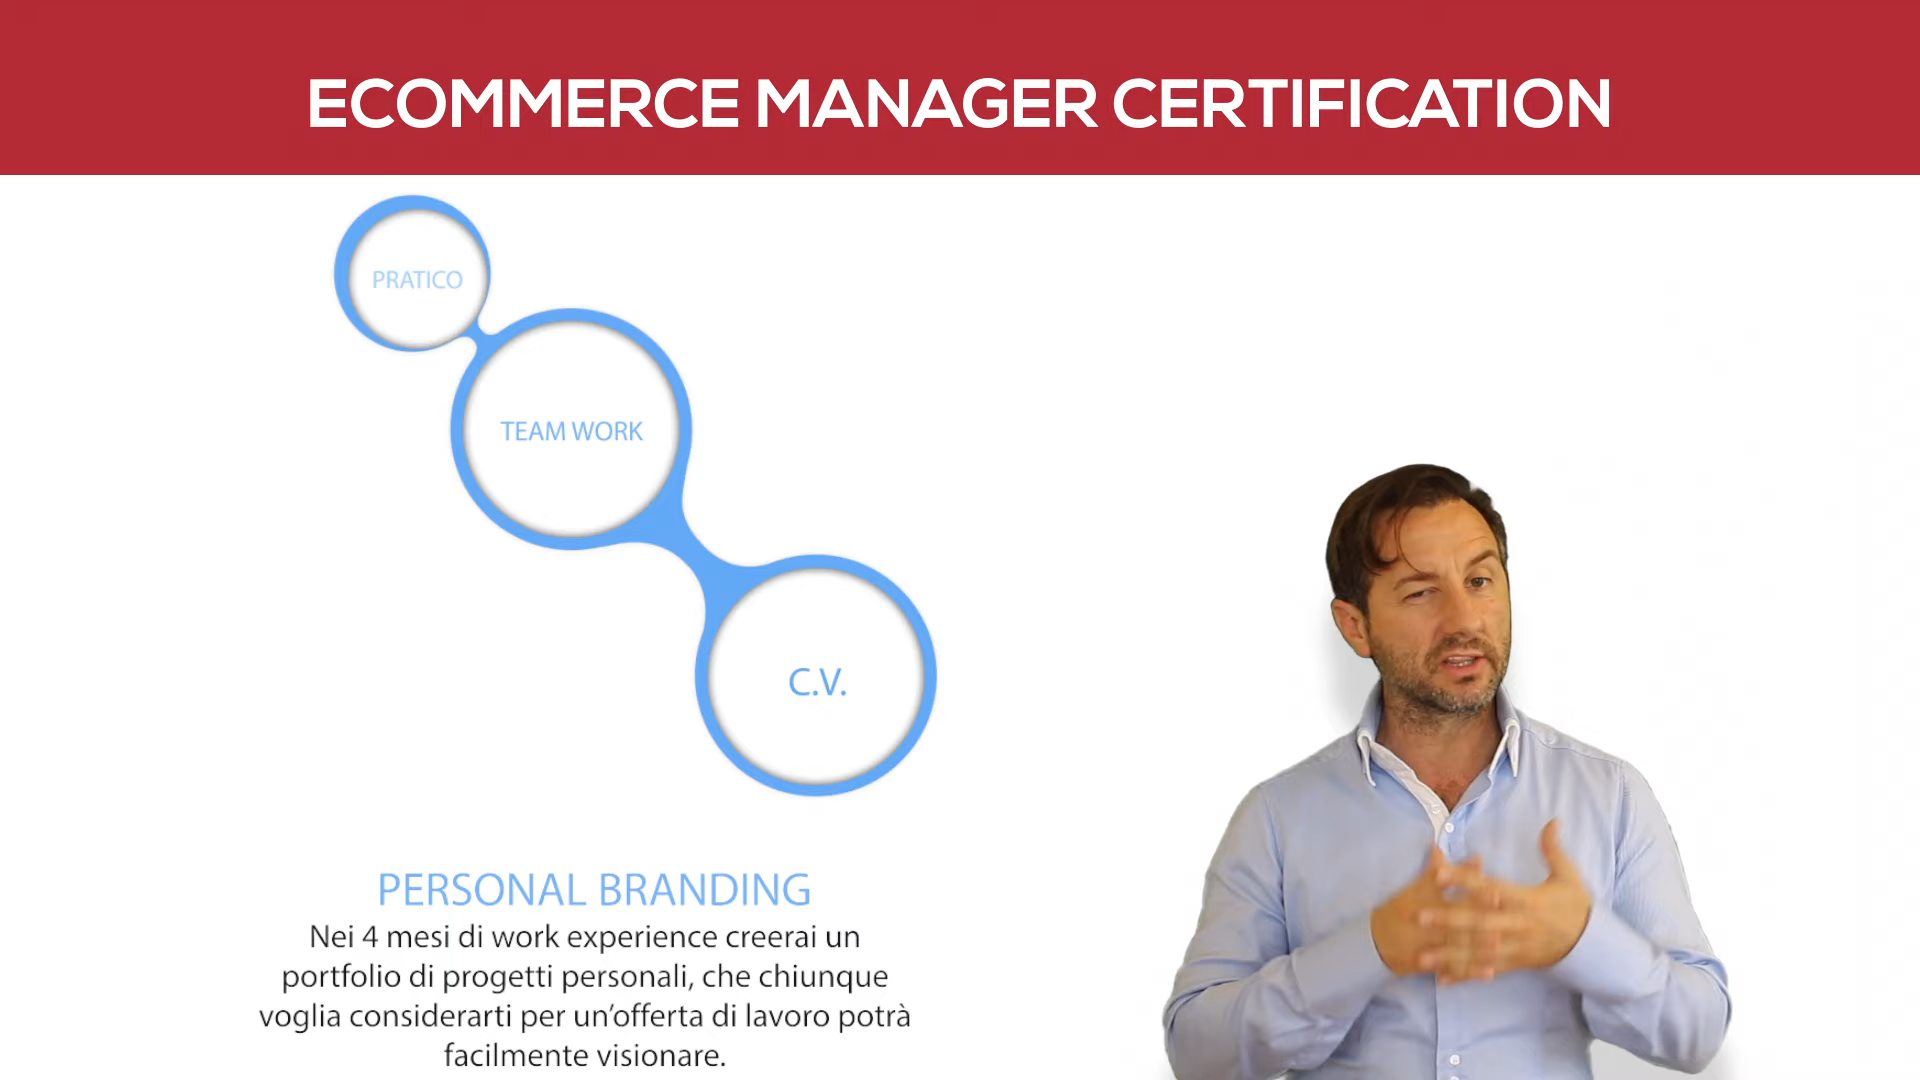 ECOMMERCE MANAGER CERTIFICATION
PRATICO
TEAM WORK
C.V.
PERSONAL BRANDING
Nei 4 mesi di work experience creerai un
portfolio di progetti personali, che chiunque
voglia considerarti per un'offerta di lavoro potrà
facilmente visionare.